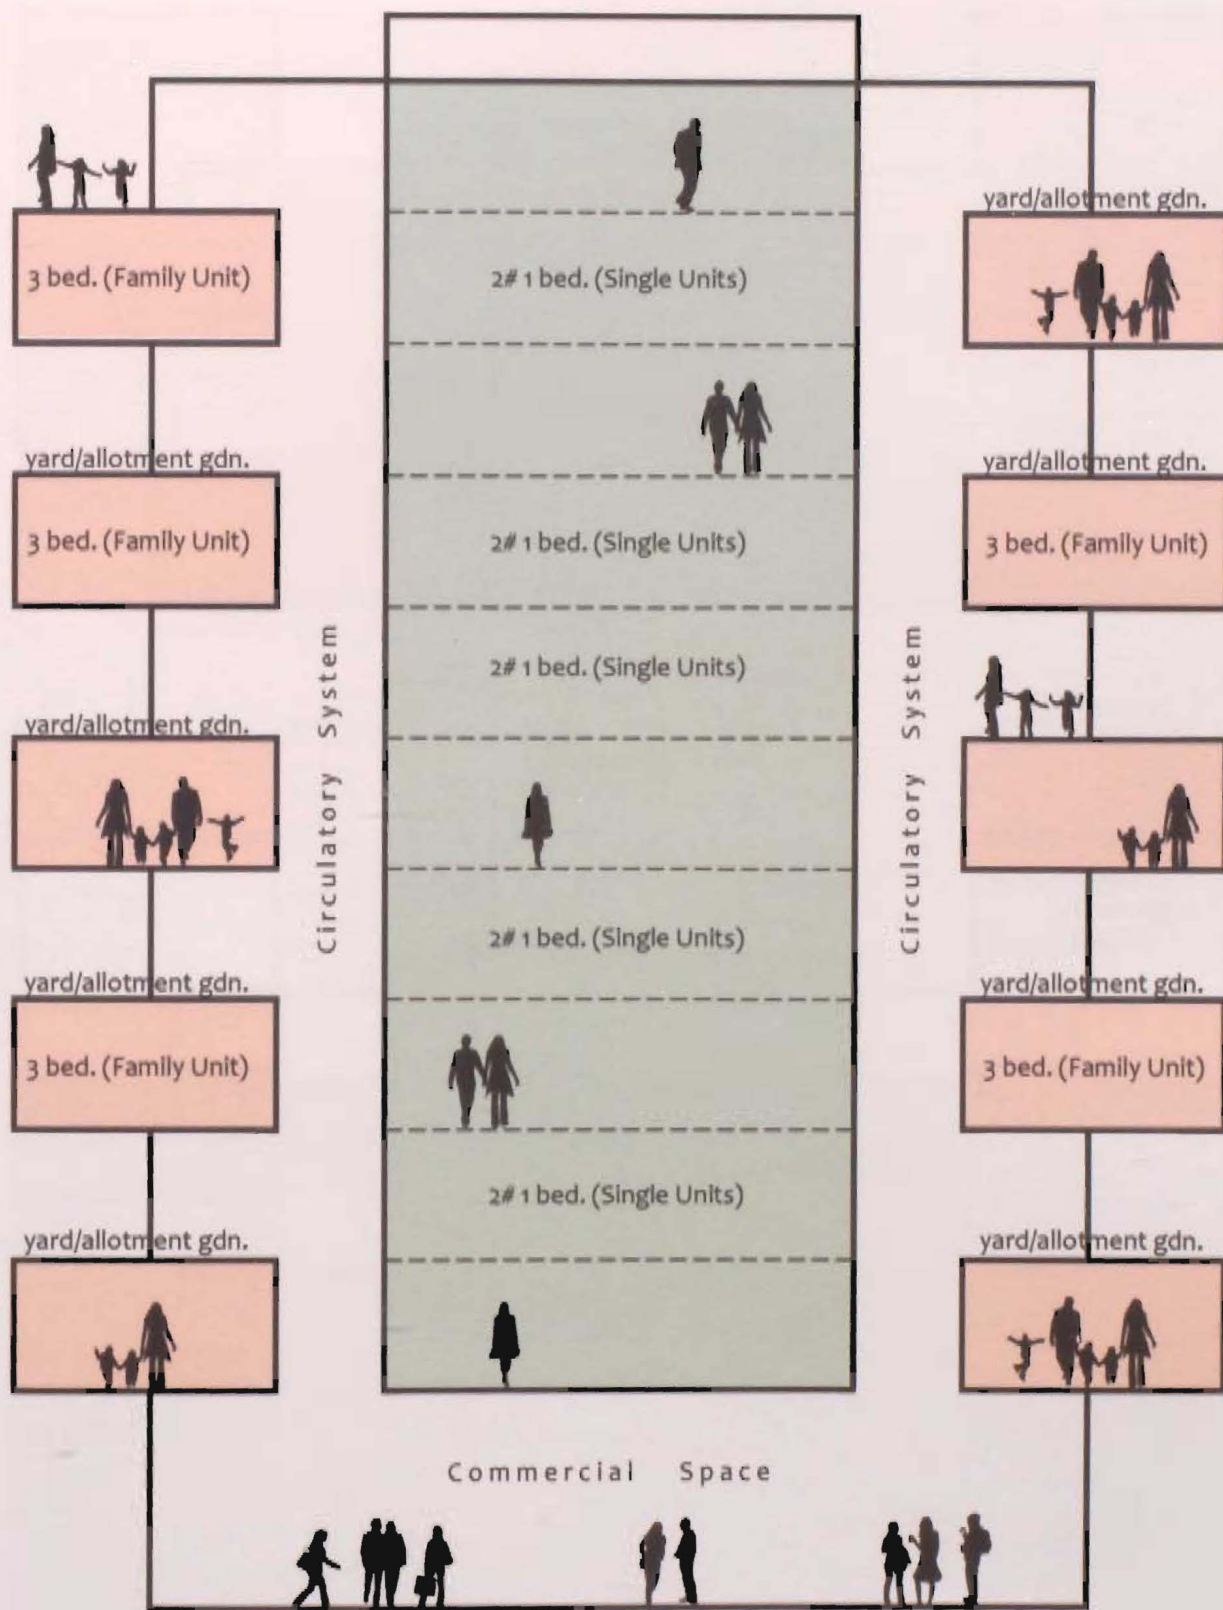 yard/allotment gdn.
3 bed. (Family Unit)
2# 1 bed. (Single Units)
yard/allotment gdn.
yard/allotment gdn.
3 bed. (Family Unit)
2# 1 bed. (Single Units)
3 bed. (Family Unit)
2# 1 bed. (Single Units)
yard/allotment gdn.
Circulatory System
Circulatory System
2# 1 bed. (Single Units)
yard/allotment gdn.
yard/allotment gdn.
3 bed. (Family Unit)
3 bed. (Family Unit)
2# 1 bed. (Single Units)
yard/allotment gdn.
yard/allotment gdn.
Commercial Space